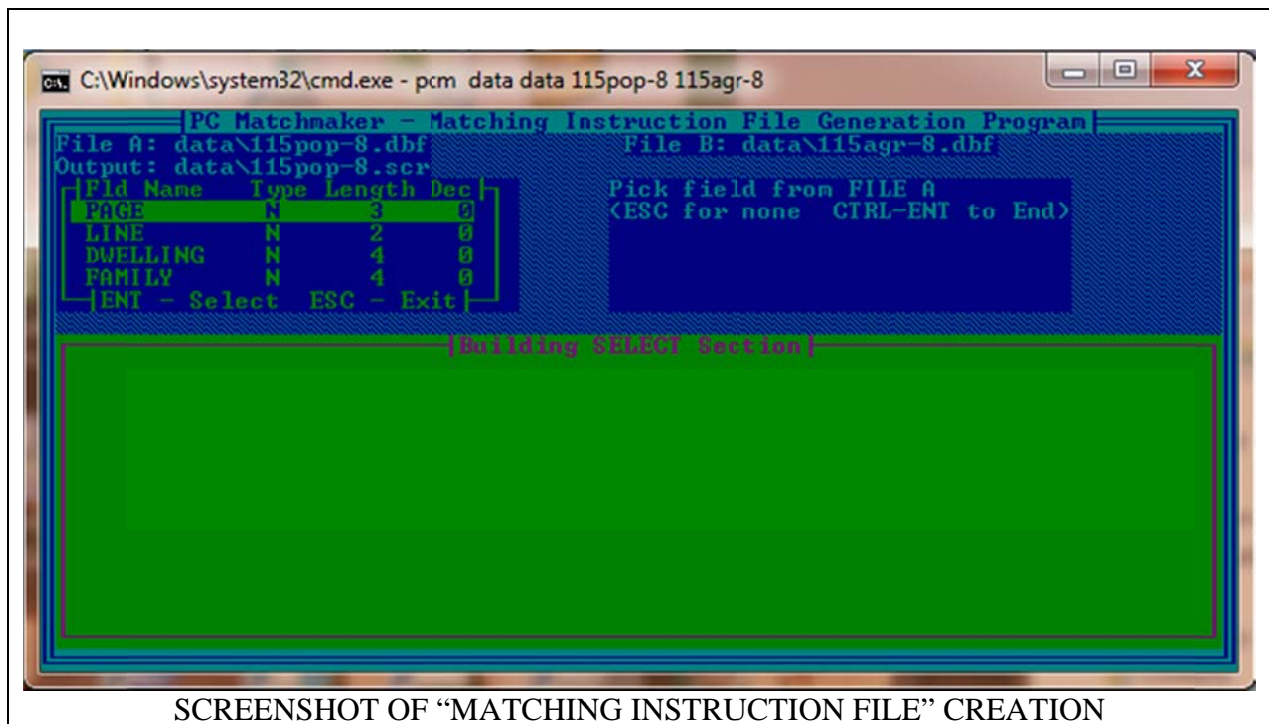 C:\Windows\system32\cmd.exe - pcm data data 115pop-8 115agr-8
PC Matchmaker - Matching Instruction File Generation Program
File A: data\115pop-8.dbf File B: data\115agr-8.dbf
Output: data\115pop-8.scr
Fld Name Type Length Dec
PAGE N 3 0
LINE N 2 0
DWELLING N 4 0
FAMILY N 4 0
ENT - Select ESC - Exit
Pick field from FILE A
<ESC for none CTRL-ENT to End>
Building SELECT Section
SCREENSHOT OF “MATCHING INSTRUCTION FILE” CREATION